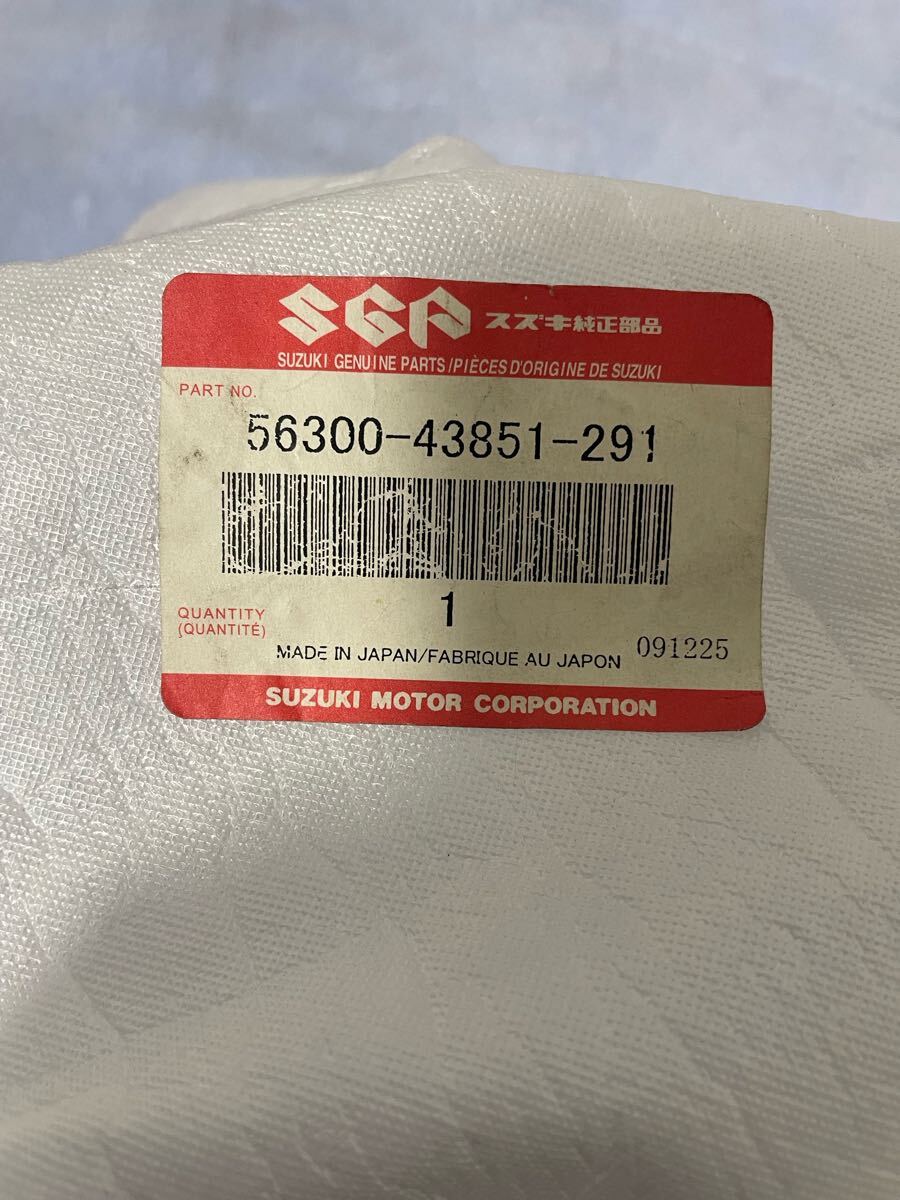 SGP スズキ純正部品
SUZUKI GENUINE PARTS/PIÈCES D'ORIGINE DE SUZUKI
PART NO.
56300-43851-291
1
QUANTITY
(QUANTITÉ)
MADE IN JAPAN/FABRIQUE AU JAPON 091225
SUZUKI MOTOR CORPORATION